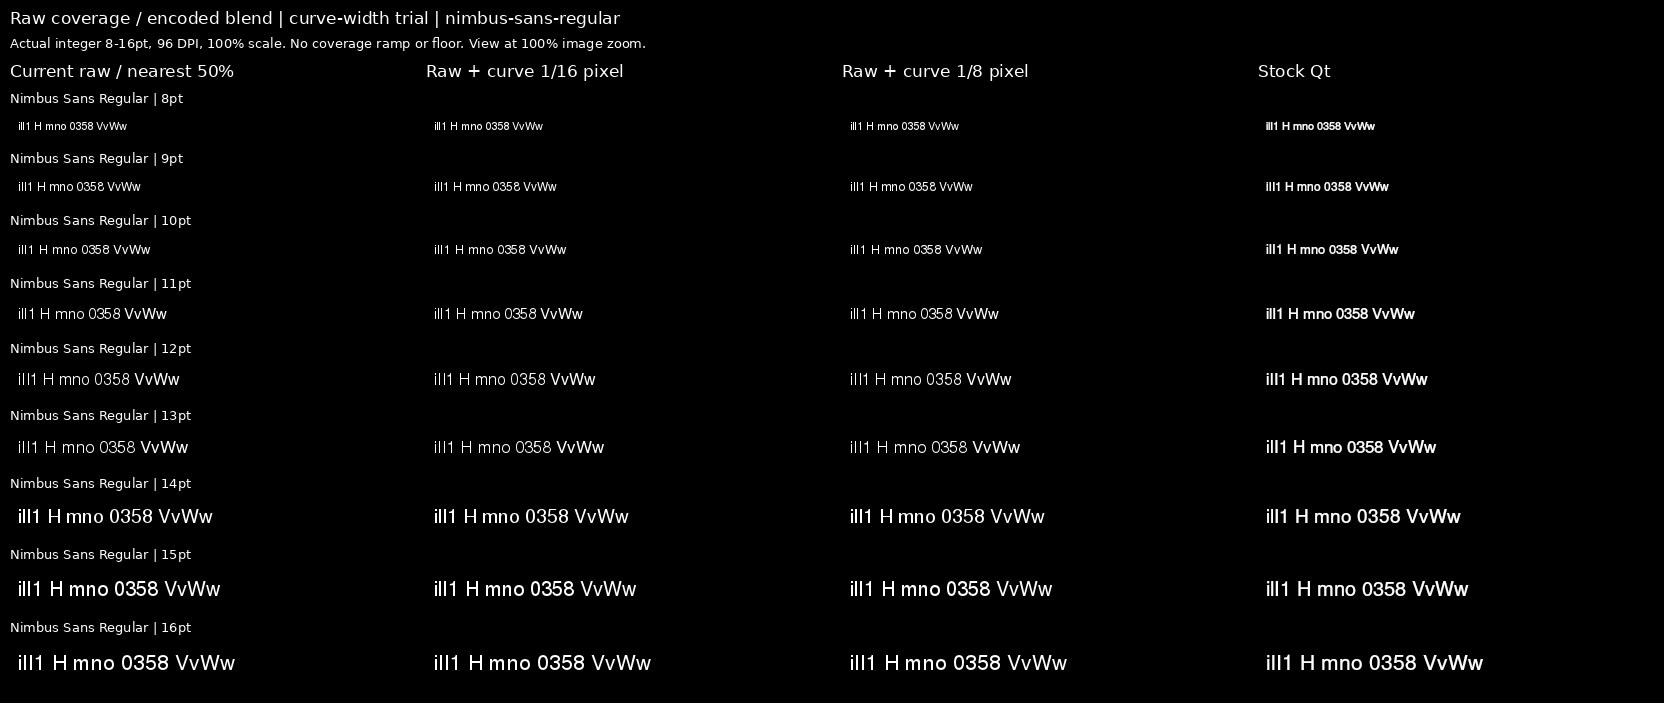 Raw coverage / encoded blend | curve-width trial | nimbus-sans-regular
Actual integer 8-16pt, 96 DPI, 100% scale. No coverage ramp or floor. View at 100% image zoom.
Current raw / nearest 50% Raw + curve 1/16 pixel Raw + curve 1/8 pixel Stock Qt
Nimbus Sans Regular | 8pt
ill1 H mno 0358 VvWw ill1 H mno 0358 VvWw ill1 H mno 0358 VvWw ill1 H mno 0358 VvWw
Nimbus Sans Regular | 9pt
ill1 H mno 0358 VvWw ill1 H mno 0358 VvWw ill1 H mno 0358 VvWw ill1 H mno 0358 VvWw
Nimbus Sans Regular | 10pt
ill1 H mno 0358 VvWw ill1 H mno 0358 VvWw ill1 H mno 0358 VvWw ill1 H mno 0358 VvWw
Nimbus Sans Regular | 11pt
ill1 H mno 0358 VvWw ill1 H mno 0358 VvWw ill1 H mno 0358 VvWw ill1 H mno 0358 VvWw
Nimbus Sans Regular | 12pt
ill1 H mno 0358 VvWw ill1 H mno 0358 VvWw ill1 H mno 0358 VvWw ill1 H mno 0358 VvWw
Nimbus Sans Regular | 13pt
ill1 H mno 0358 VvWw ill1 H mno 0358 VvWw ill1 H mno 0358 VvWw ill1 H mno 0358 VvWw
Nimbus Sans Regular | 14pt
ill1 H mno 0358 VvWw ill1 H mno 0358 VvWw ill1 H mno 0358 VvWw ill1 H mno 0358 VvWw
Nimbus Sans Regular | 15pt
ill1 H mno 0358 VvWw ill1 H mno 0358 VvWw ill1 H mno 0358 VvWw ill1 H mno 0358 VvWw
Nimbus Sans Regular | 16pt
ill1 H mno 0358 VvWw ill1 H mno 0358 VvWw ill1 H mno 0358 VvWw ill1 H mno 0358 VvWw